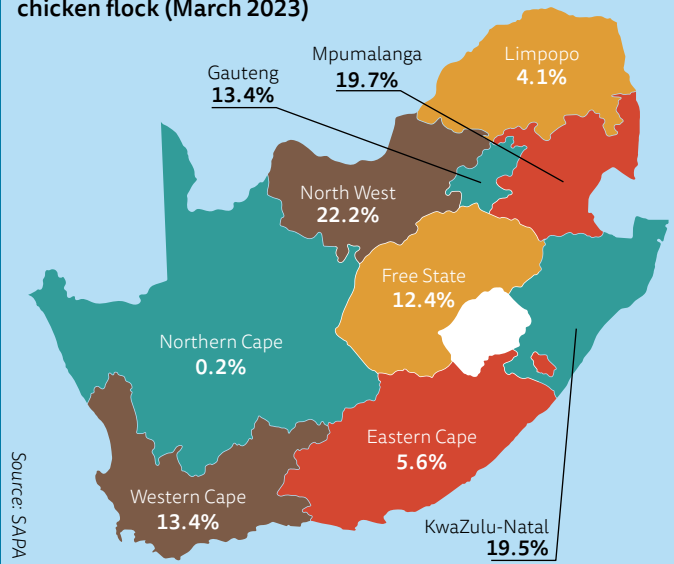 chicken flock (March 2023)
Mpumalanga
19.7%
Limpopo
4.1%
Gauteng
13.4%
North West
22.2%
Free State
12.4%
Northern Cape
0.2%
Eastern Cape
5.6%
Western Cape
13.4%
KwaZulu-Natal
19.5%
Source: SAPA